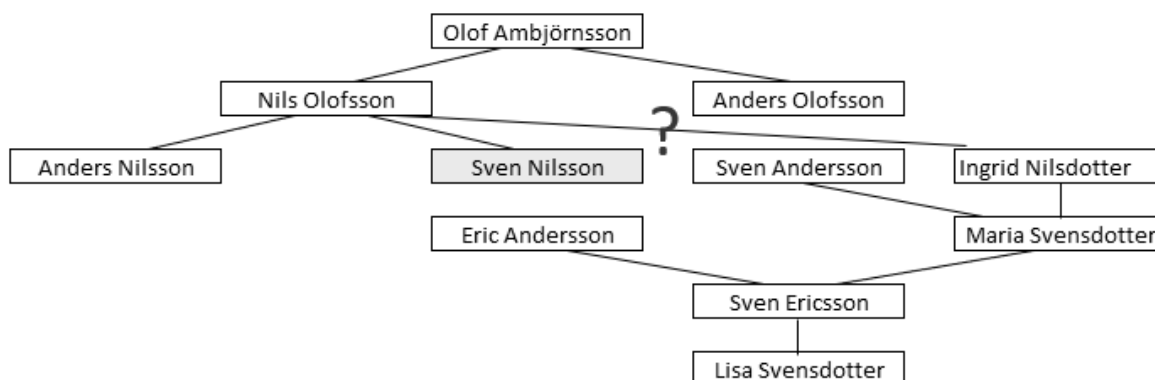 Olof Ambjörnsson
Nils Olofsson
Anders Olofsson
?
Anders Nilsson
Sven Nilsson
Sven Andersson
Ingrid Nilsdotter
Eric Andersson
Maria Svensdotter
Sven Ericsson
Lisa Svensdotter